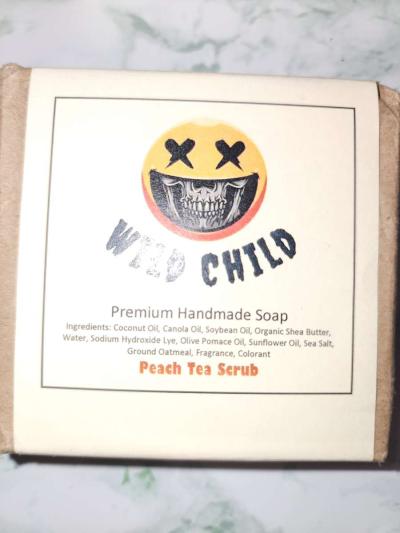 WILD CHILD
Premium Handmade Soap
Ingredients: Coconut Oil, Canola Oil, Soybean Oil, Organic Shea Butter,
Water, Sodium Hydroxide Lye, Olive Pomace Oil, Sunflower Oil, Sea Salt,
Ground Oatmeal, Fragrance, Colorant
Peach Tea Scrub